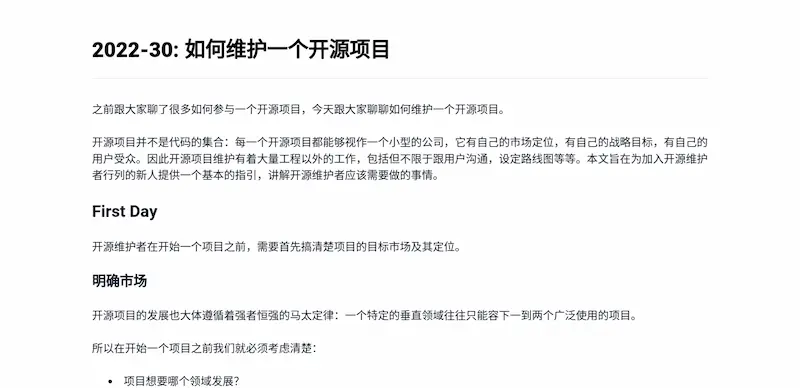 2022-30: 如何维护一个开源项目
之前跟大家聊了很多如何参与一个开源项目，今天跟大家聊聊如何维护一个开源项目。
开源项目并不是代码的集合：每一个开源项目都能够视作一个小型的公司，它有自己的市场定位，有自己的战略目标，有自己的
用户受众。因此开源项目维护有着大量工程以外的工作，包括但不限于跟用户沟通，设定路线图等等。本文旨在为加入开源维护
者行列的新人提供一个基本的指引，讲解开源维护者应该需要做的事情。
First Day
开源维护者在开始一个项目之前，需要首先搞清楚项目的目标市场及其定位。
明确市场
开源项目的发展也大体遵循着强者恒强的马太定律：一个特定的垂直领域往往只能容下一到两个广泛使用的项目。
所以在开始一个项目之前我们就必须考虑清楚：
• 项目想要哪个领域发展？